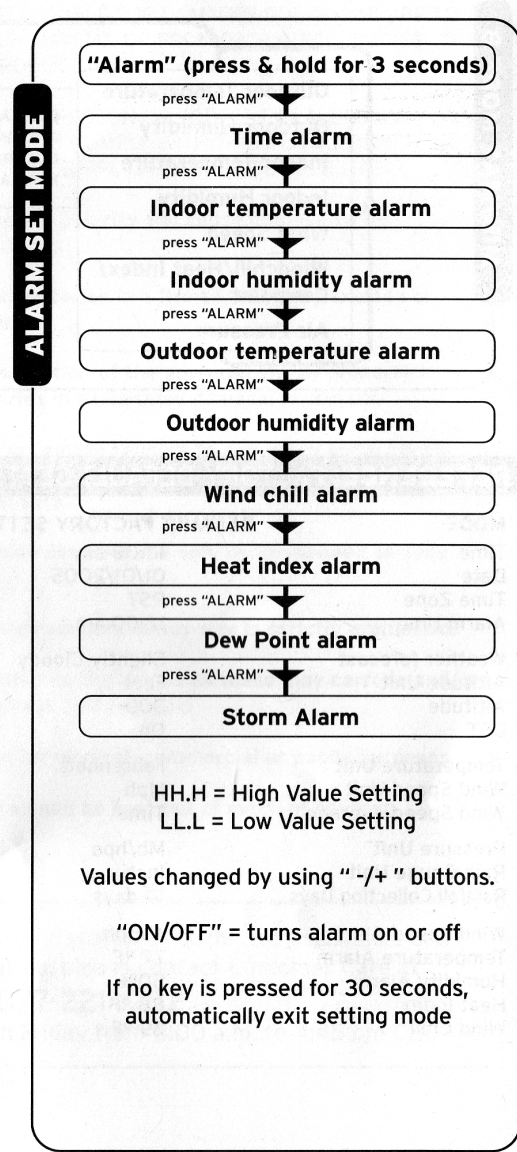 ALARM SET MODE
“Alarm” (press & hold for 3 seconds)
press “ALARM”
Time alarm
press “ALARM”
Indoor temperature alarm
press “ALARM”
Indoor humidity alarm
press “ALARM”
Outdoor temperature alarm
press “ALARM”
Outdoor humidity alarm
press “ALARM”
Wind chill alarm
press “ALARM”
Heat index alarm
press “ALARM”
Dew Point alarm
press “ALARM”
Storm Alarm
HH.H = High Value Setting
LL.L = Low Value Setting
Value changed by using “-/+ ” buttons.
“ON/OFF” = turns alarm on or off
If no key is pressed for 30 seconds,
automatically exit setting mode